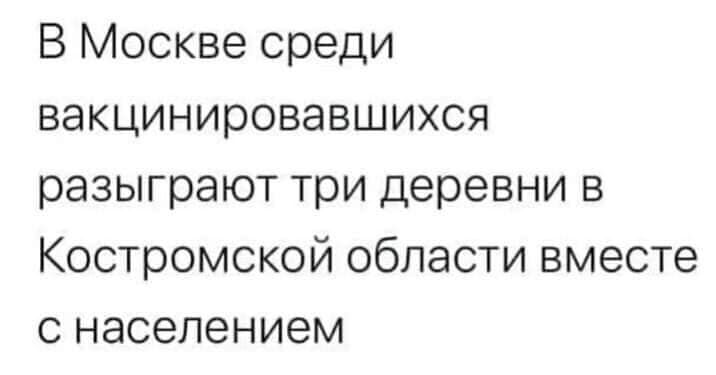 В Москве среди
вакцинировавшихся
разыграют три деревни в
Костромской области вместе
с населением